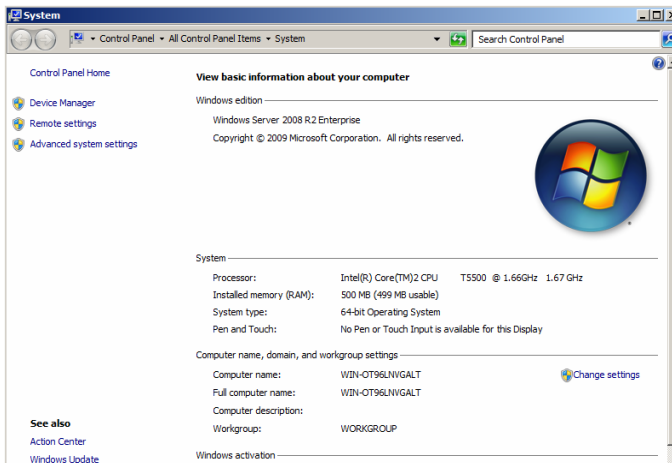 System
Control Panel All Control Panel Items System Search Control Panel
Control Panel Home
View basic information about your computer
Windows edition
Device Manager
Windows Server 2008 R2 Enterprise
Remote settings
Copyright © 2009 Microsoft Corporation. All rights reserved.
Advanced system settings
System
Processor: Intel(R) Core(TM)2 CPU T5500 @ 1.66GHz 1.67 GHz
Installed memory (RAM): 500 MB (499 MB usable)
System type: 64-bit Operating System
Pen and Touch: No Pen or Touch Input is available for this Display
Computer name, domain, and workgroup settings
Computer name: WIN-OT96LNVGALT Change settings
Full computer name: WIN-OT96LNVGALT
Computer description:
Workgroup: WORKGROUP
See also
Action Center
Windows Update
Windows activation